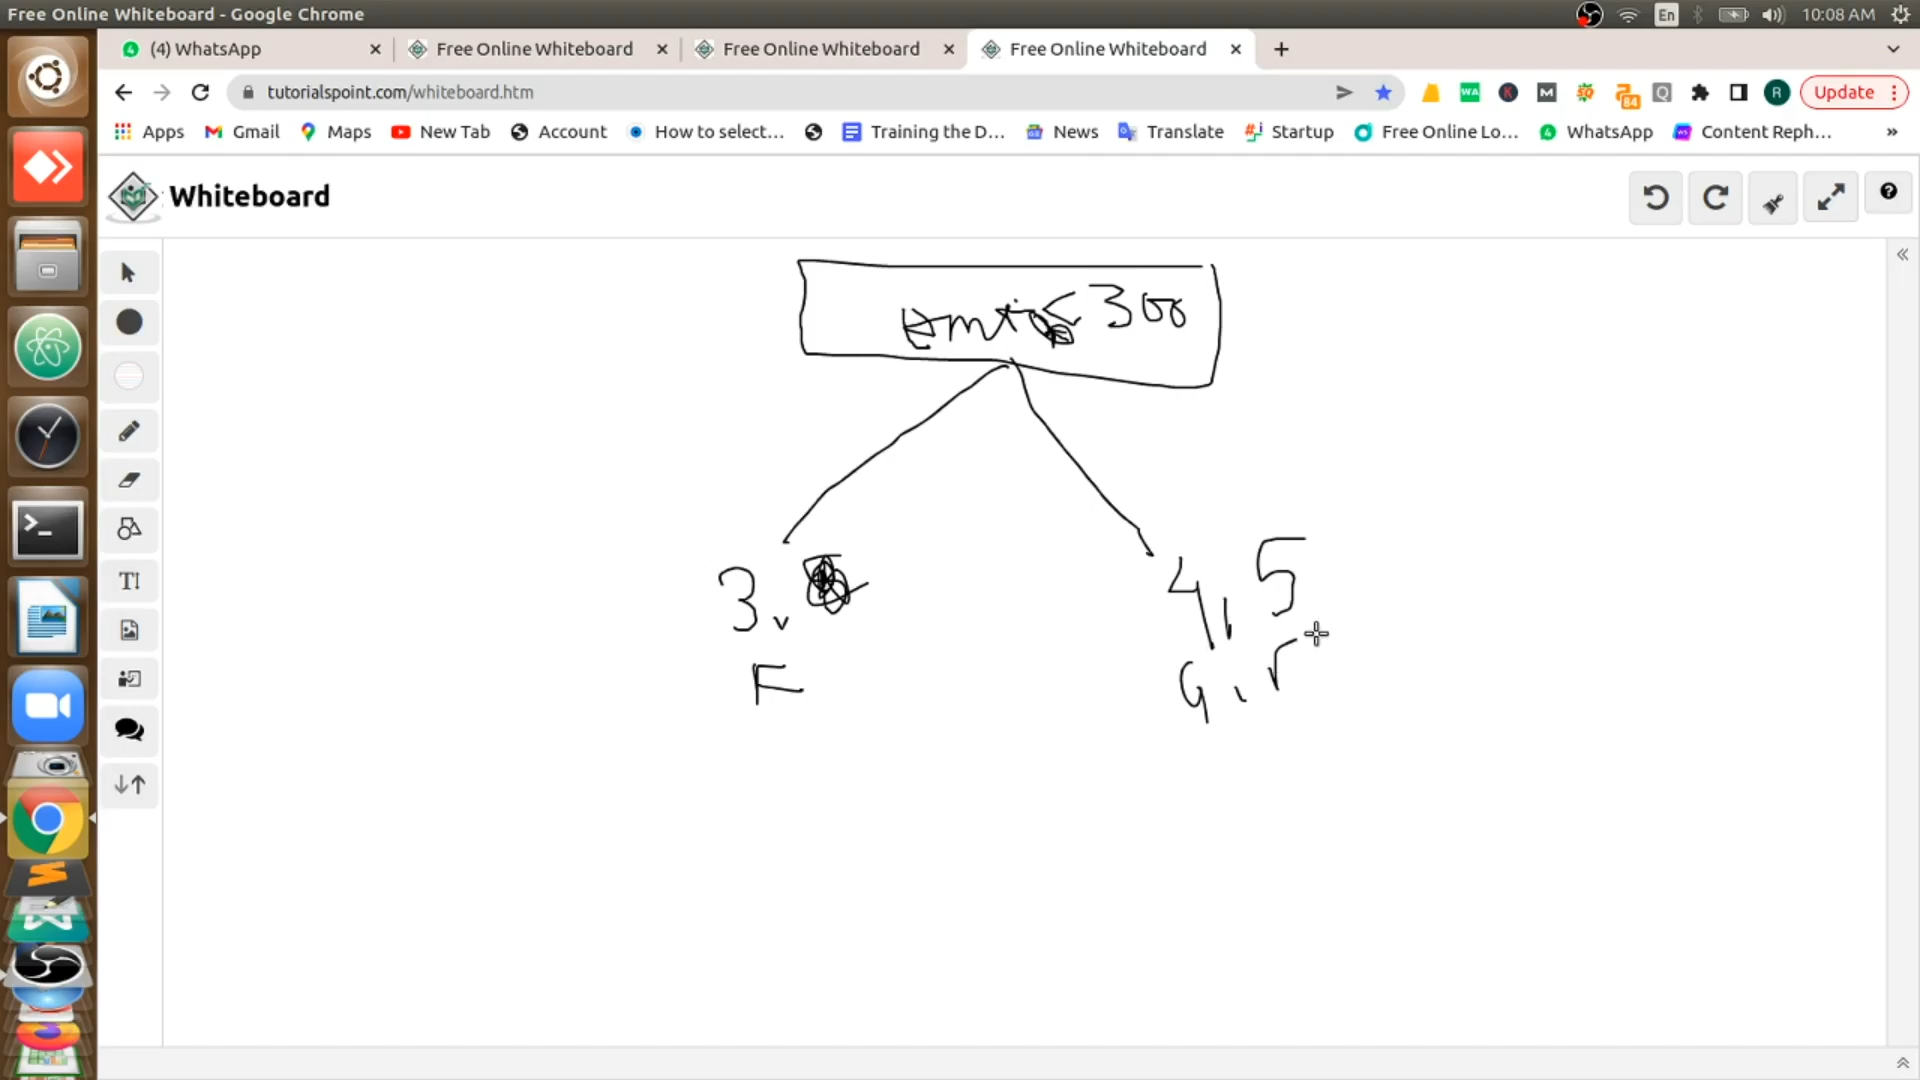 Free Online Whiteboard - Google Chrome
En
10:08 AM
(4) WhatsApp
Free Online Whiteboard
Free Online Whiteboard
Free Online Whiteboard
tutorialspoint.com/whiteboard.htm
Update
Apps
Gmail
Maps
New Tab
Account
How to select...
Training the D...
News
Translate
Startup
Free Online Lo...
WhatsApp
Content Reph...
Whiteboard
< 300
3,
4, 5
F